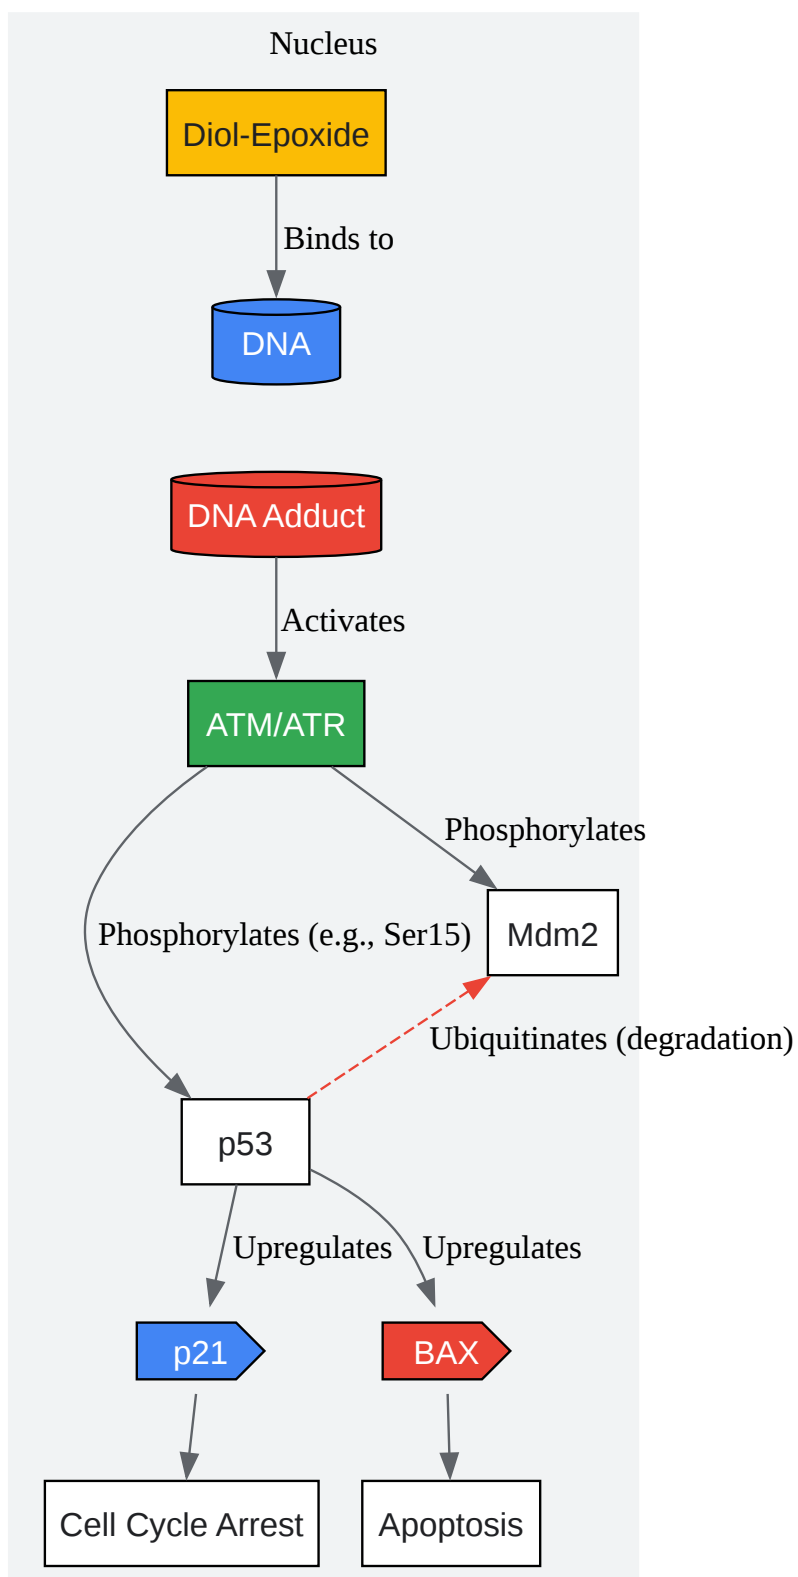 Nucleus
Diol-Epoxide
Binds to
DNA
DNA Adduct
Activates
ATM/ATR
Phosphorylates
Phosphorylates (e.g., Ser15)
Mdm2
Ubiquitinates (degradation)
p53
Upregulates
Upregulates
p21
BAX
Cell Cycle Arrest
Apoptosis